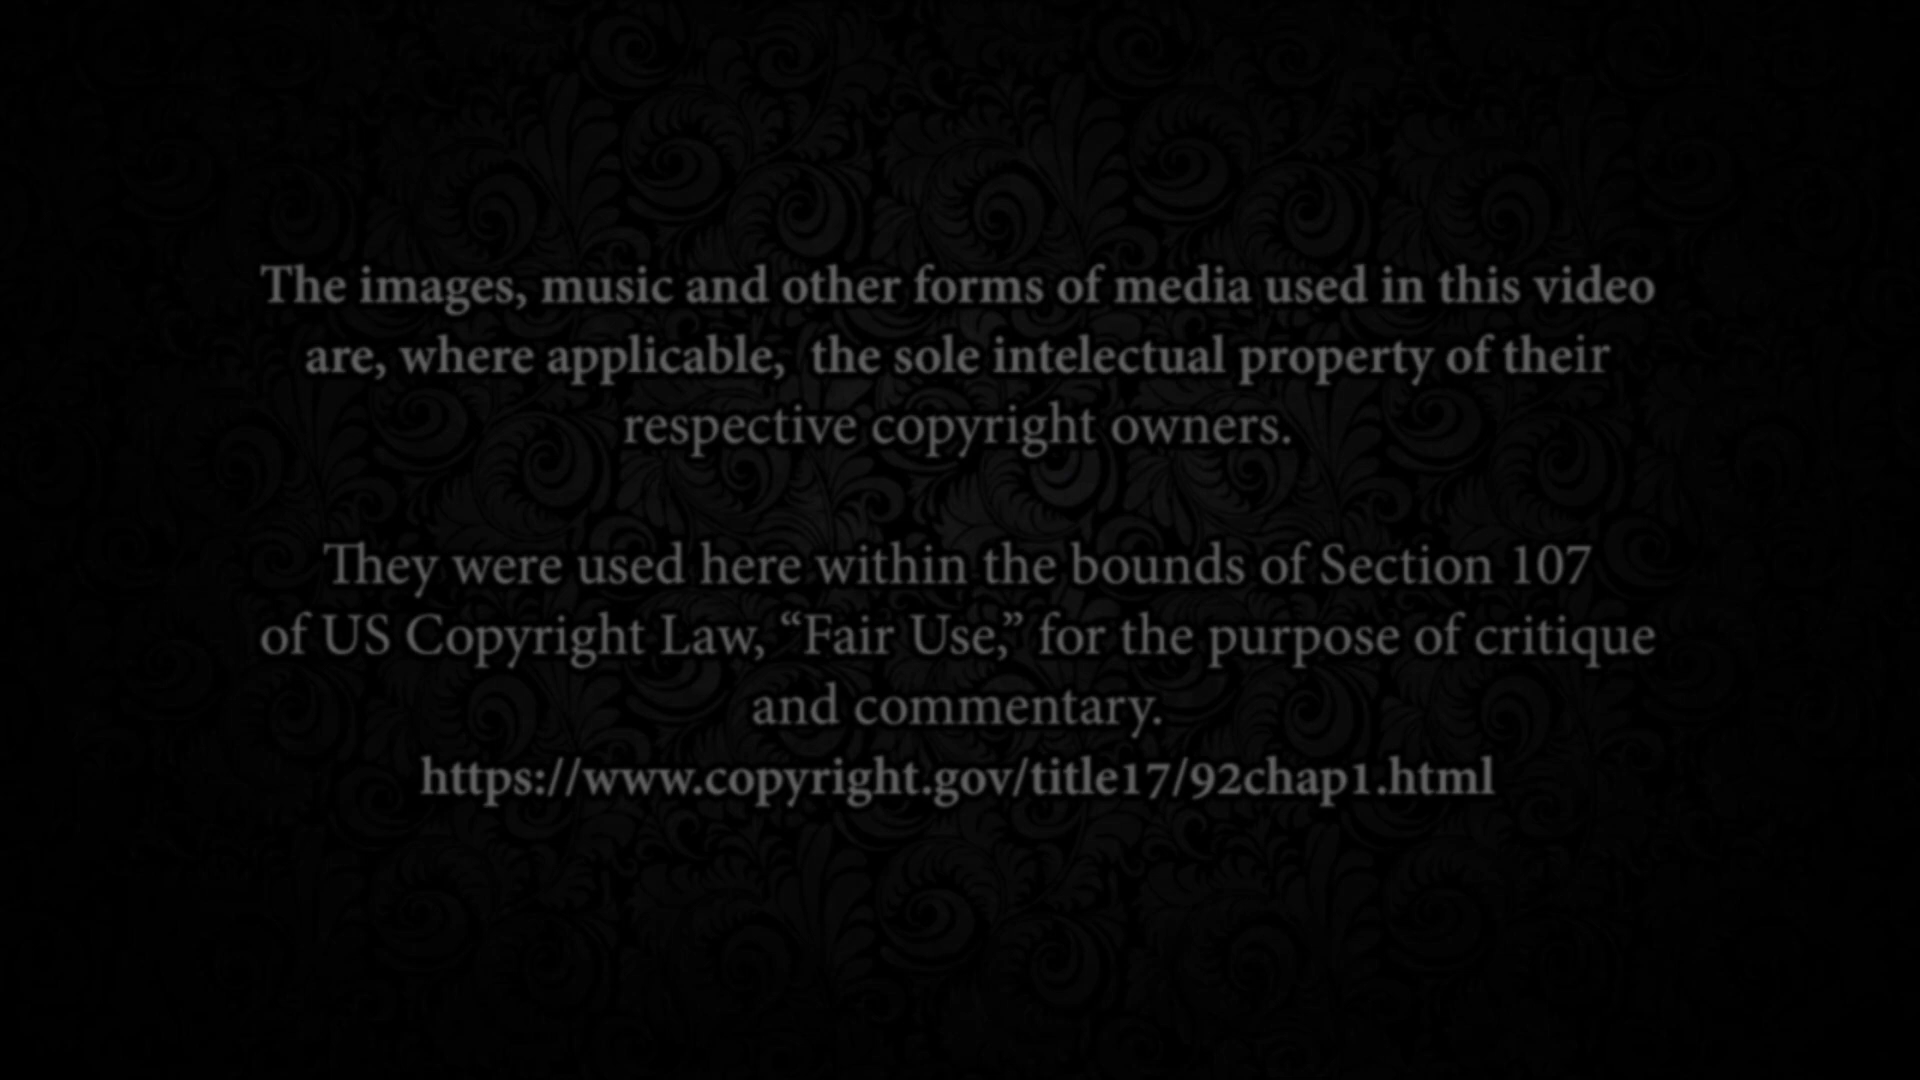 The images, music and other forms of media used in this video
are, where applicable,  the sole intelectual property of their
respective copyright owners.
They were used here within the bounds of Section 107
of US Copyright Law, “Fair Use,” for the purpose of critique
and commentary.
https://www.copyright.gov/title17/92chap1.html